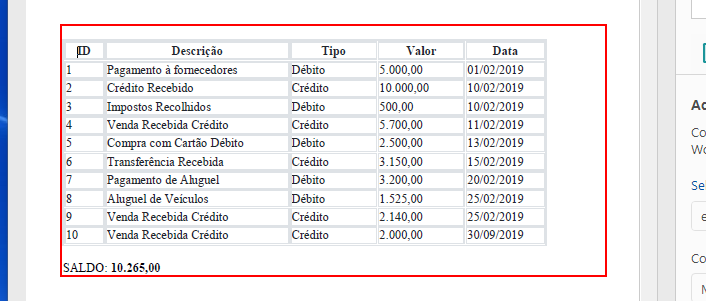 ID Descrição Tipo Valor Data
1 Pagamento à fornecedores Débito 5.000,00 01/02/2019
2 Crédito Recebido Crédito 10.000,00 10/02/2019
3 Impostos Recolhidos Débito 500,00 10/02/2019
4 Venda Recebida Crédito Crédito 5.700,00 11/02/2019
5 Compra com Cartão Débito Débito 2.500,00 13/02/2019
6 Transferência Recebida Crédito 3.150,00 15/02/2019
7 Pagamento de Aluguel Débito 3.200,00 20/02/2019
8 Aluguel de Veículos Débito 1.525,00 25/02/2019
9 Venda Recebida Crédito Crédito 2.140,00 25/02/2019
10 Venda Recebida Crédito Crédito 2.000,00 30/09/2019
SALDO: 10.265,00